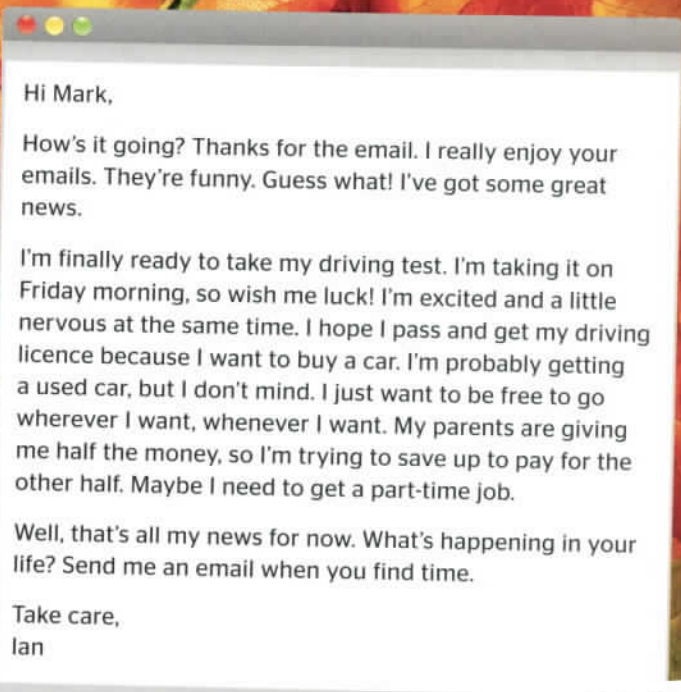 Hi Mark,
How's it going? Thanks for the email. I really enjoy your
emails. They're funny. Guess what! I've got some great
news.
I'm finally ready to take my driving test. I'm taking it on
Friday morning, so wish me luck! I'm excited and a little
nervous at the same time. I hope I pass and get my driving
licence because I want to buy a car. I'm probably getting
a used car, but I don't mind. I just want to be free to go
wherever I want, whenever I want. My parents are giving
me half the money, so I'm trying to save up to pay for the
other half. Maybe I need to get a part-time job.
Well, that's all my news for now. What's happening in your
life? Send me an email when you find time.
Take care,
Ian